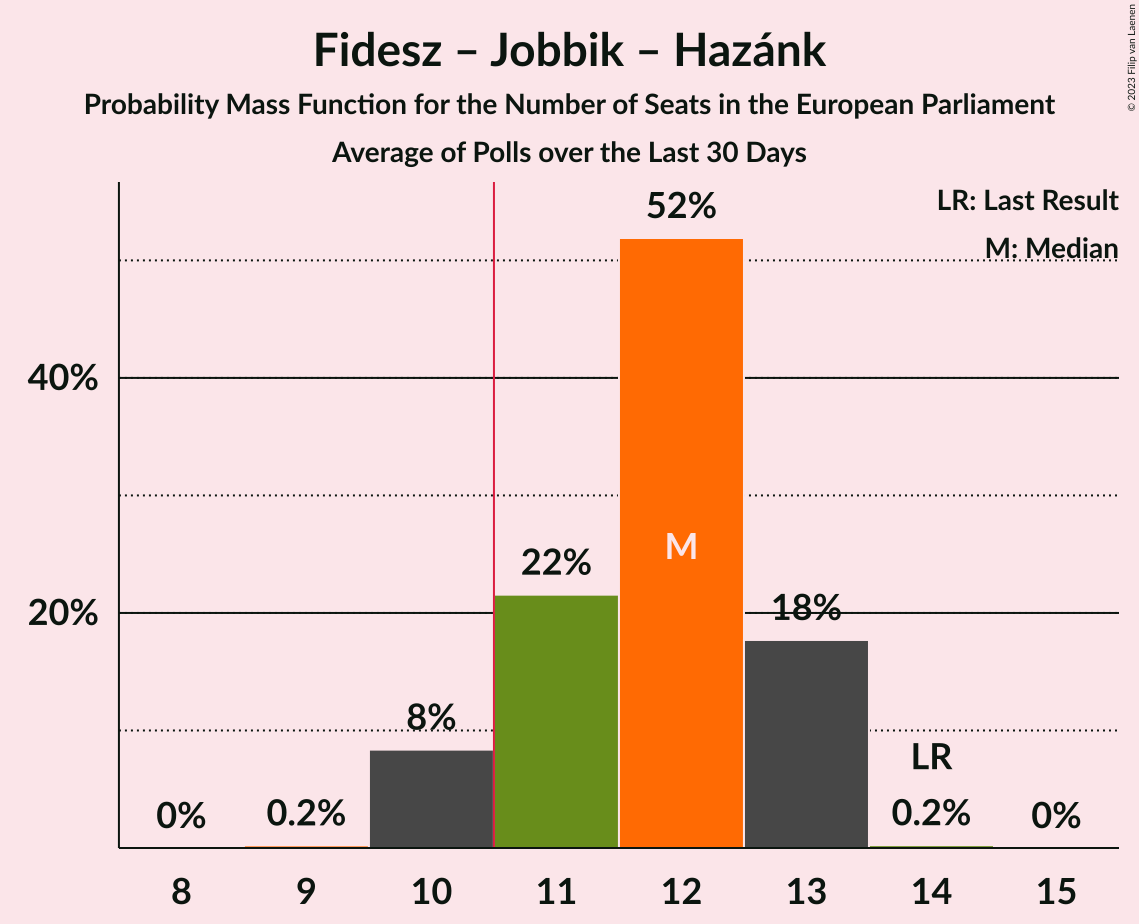 Fidesz – Jobbik – Hazánk
Probability Mass Function for the Number of Seats in the European Parliament
Average of Polls over the Last 30 Days
© 2023 Filip van Laenen
LR: Last Result
M: Median
52%
40%
22%
M
20%
18%
8%
LR
0%
0.2%
0.2%
0%
8 9 10 11 12 13 14 15